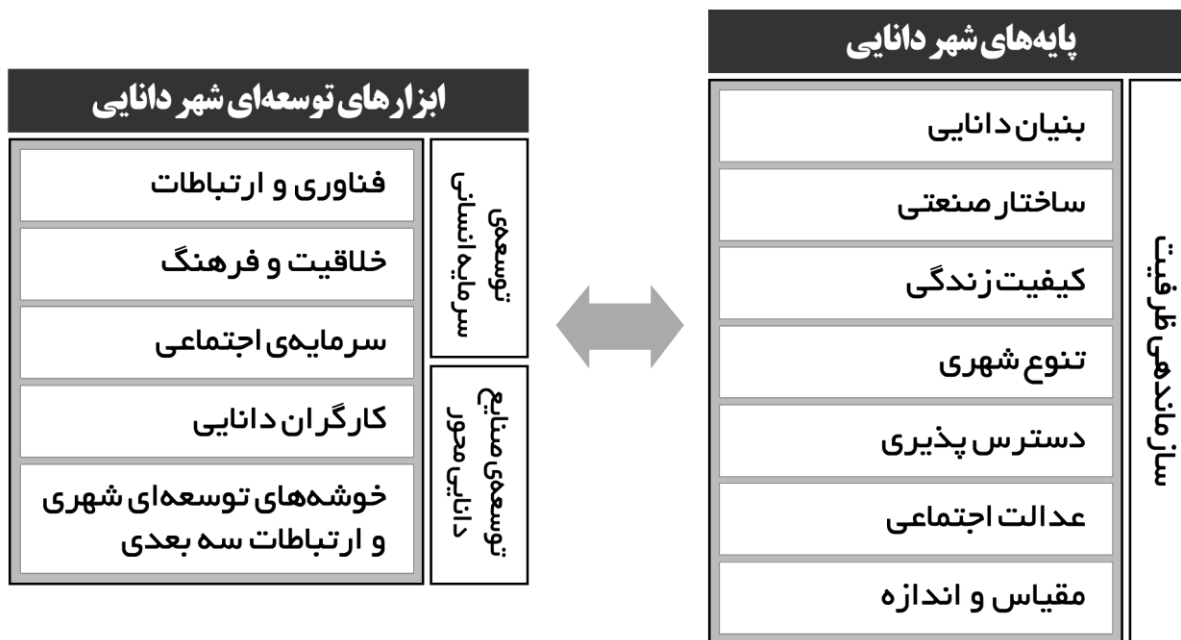 پایه‌های شهر دانایی
سازماندهی ظرفیت
بنیان دانایی
ساختار صنعتی
کیفیت زندگی
تنوع شهری
دسترس پذیری
عدالت اجتماعی
مقیاس و اندازه
ابزارهای توسعه‌ای شهر دانایی
توسعه‌ی
سرمایه انسانی
فناوری و ارتباطات
خلاقیت و فرهنگ
سرمایه‌ی اجتماعی
توسعه‌ی صنایع
دانایی محور
کارگران دانایی
خوشه‌های توسعه‌ای شهری
و ارتباطات سه بعدی